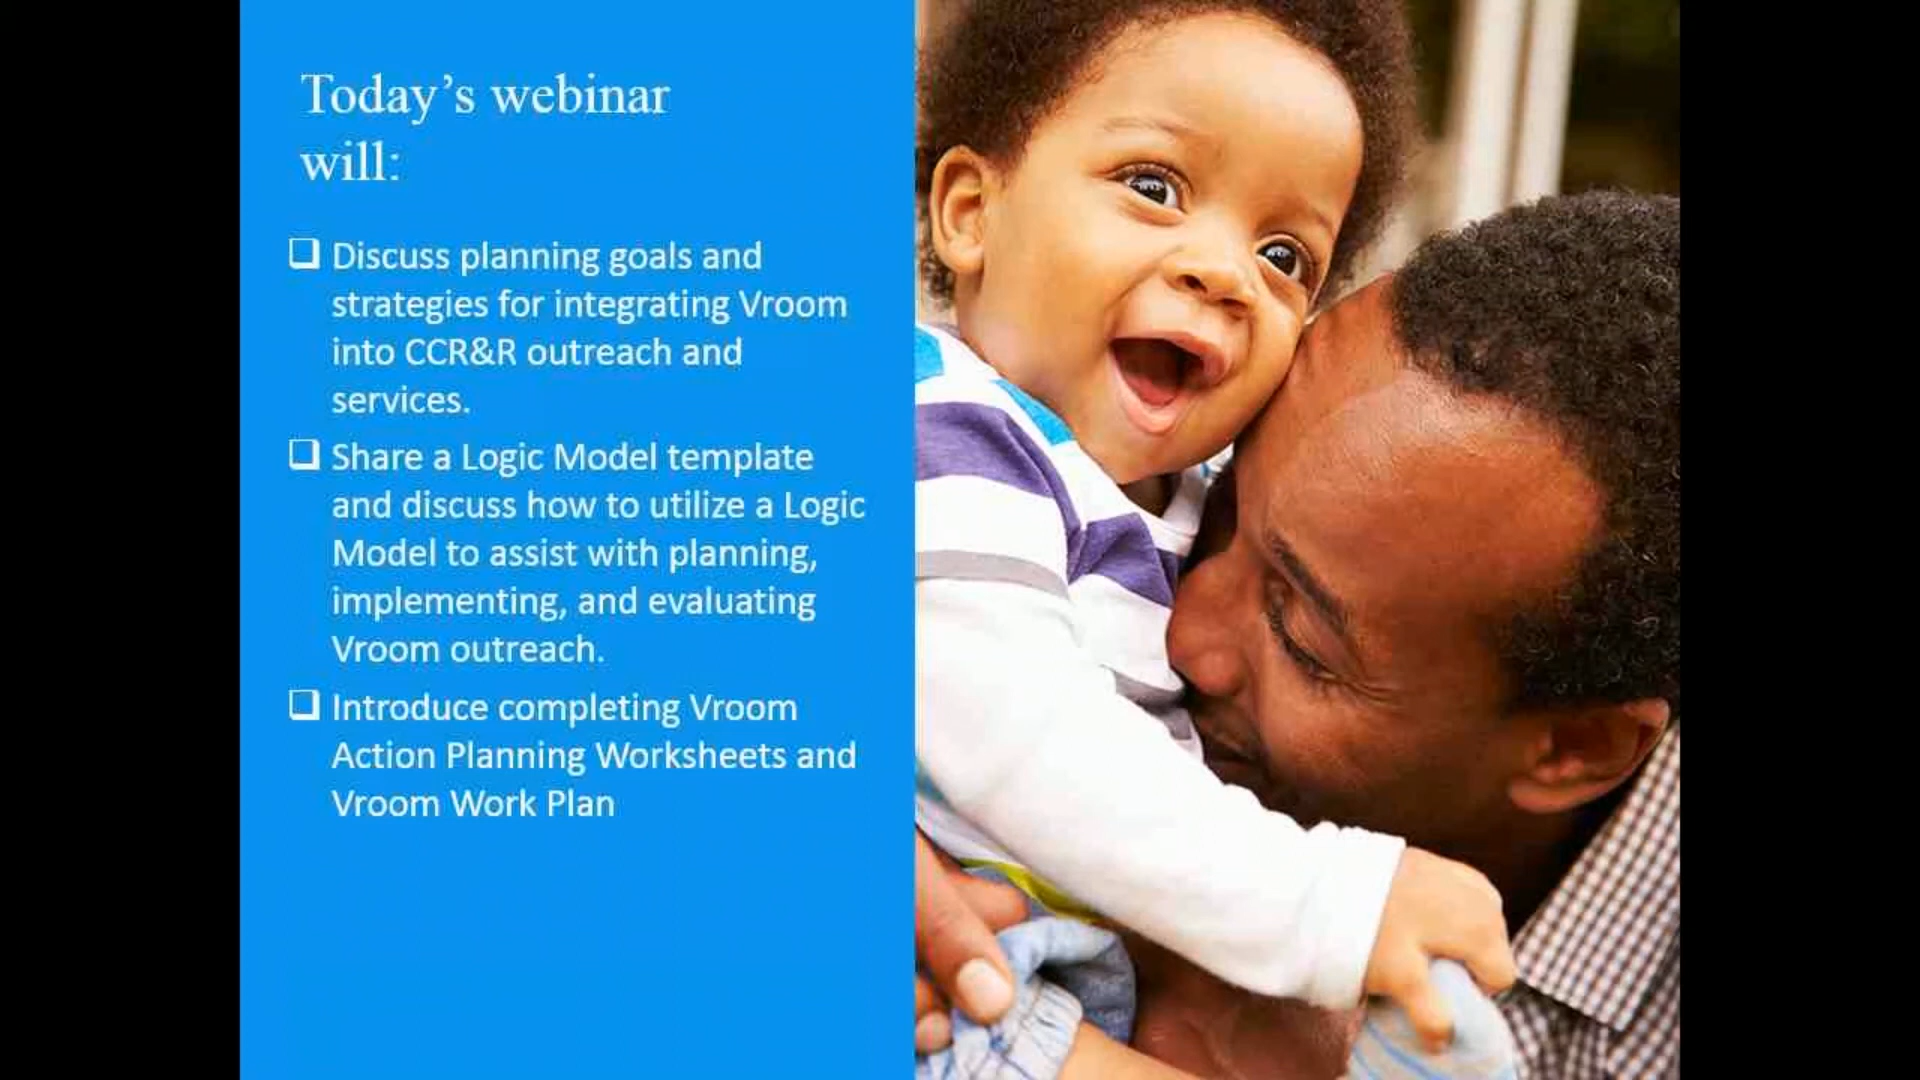 Today’s webinar
will:
❑ Discuss planning goals and
strategies for integrating Vroom
into CCR&R outreach and
services.
❑ Share a Logic Model template
and discuss how to utilize a Logic
Model to assist with planning,
implementing, and evaluating
Vroom outreach.
❑ Introduce completing Vroom
Action Planning Worksheets and
Vroom Work Plan